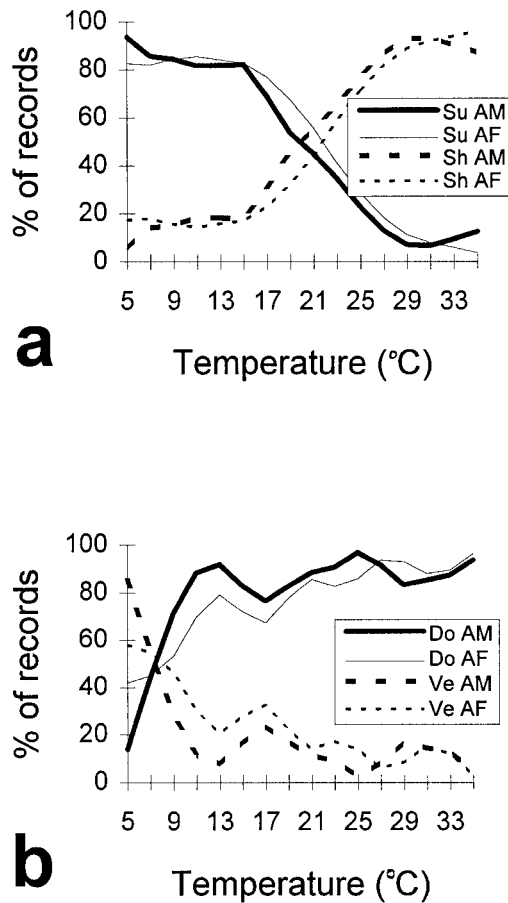 100
80
60
40
20
0
% of records
Su AM
Su AF
Sh AM
Sh AF
5 9 13 17 21 25 29 33
Temperature (°C)
a
100
80
60
40
20
0
% of records
Do AM
Do AF
Ve AM
Ve AF
5 9 13 17 21 25 29 33
Temperature (°C)
b